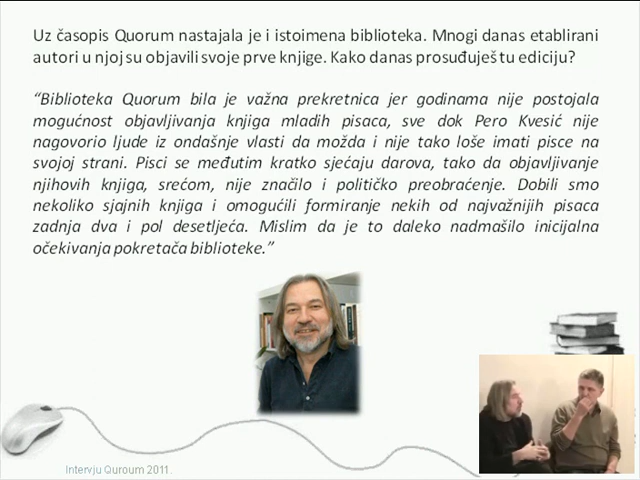 Uz časopis Quorum nastajala je i istoimena biblioteka. Mnogi danas etablirani
autori u njoj su objavili svoje prve knjige. Kako danas prosuđuješ tu ediciju?
“Biblioteka Quorum bila je važna prekretnica jer godinama nije postojala
mogućnost objavljivanja knjiga mladih pisaca, sve dok Pero Kvesić nije
nagovorio ljude iz ondašnje vlasti da možda i nije tako loše imati pisce na
svojoj strani. Pisci se međutim kratko sjećaju darova, tako da objavljivanje
njihovih knjiga, srećom, nije značilo i političko preobraćenje. Dobili smo
nekoliko sjajnih knjiga i omogućili formiranje nekih od najvažnijih pisaca
zadnja dva i pol desetljeća. Mislim da je to daleko nadmašilo inicijalna
očekivanja pokretača biblioteke.”
Intervju Quroum 2011.